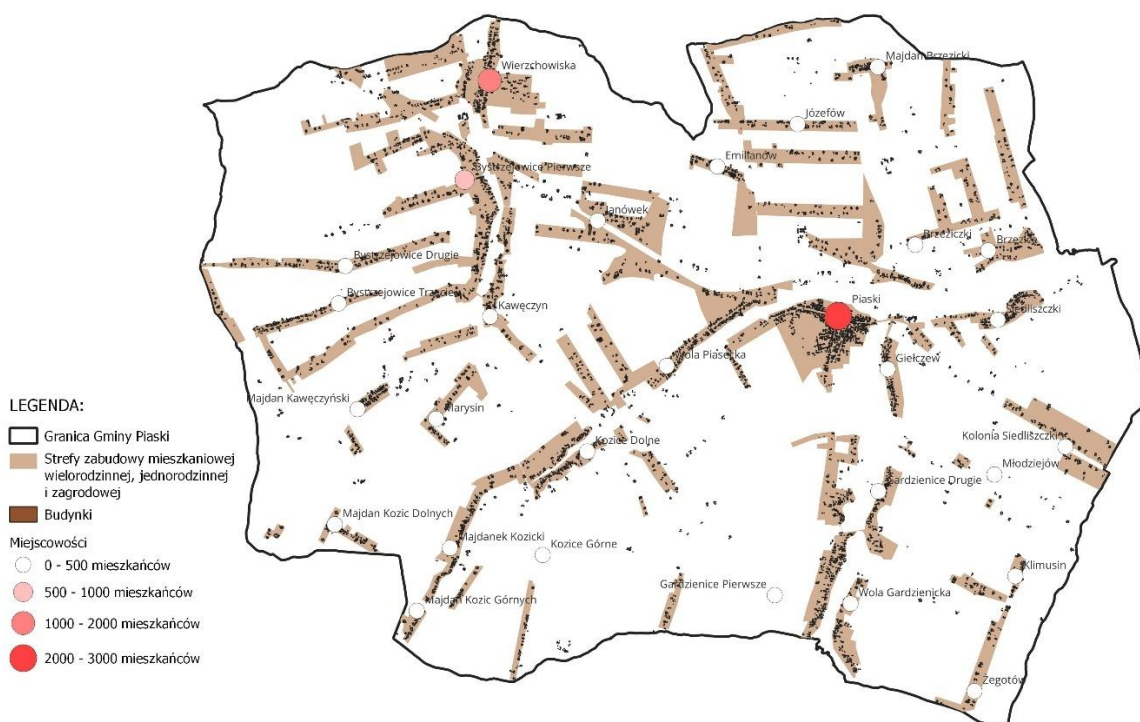 Wierzchowiska
Majdan Brzezicki
Józefów
Emilianów
Bystrzejowice Pierwsze
Janówek
Brzeziczki
Bystrzejowice Drugie
Bystrzejowice Trzecie
Kawęczyn
Piaski
Siedliszczki
Wola Piasecka
Giełczew
Majdan Kawęczyński
Marysin
Kozice Dolne
Kolonia Siedliszczki
Młodziejów
Gardzienice Drugie
Majdan Kozic Dolnych
Majdanek Kozicki
Kozice Górne
Klimusin
Gardzienice Pierwsze
Wola Gardzienicka
Majdan Kozic Górnych
Żegotów
LEGENDA:
Granica Gminy Piaski
Strefy zabudowy mieszkaniowej
wielorodzinnej, jednorodzinnej
i zagrodowej
Budynki
Miejscowości
0 - 500 mieszkańców
500 - 1000 mieszkańców
1000 - 2000 mieszkańców
2000 - 3000 mieszkańców